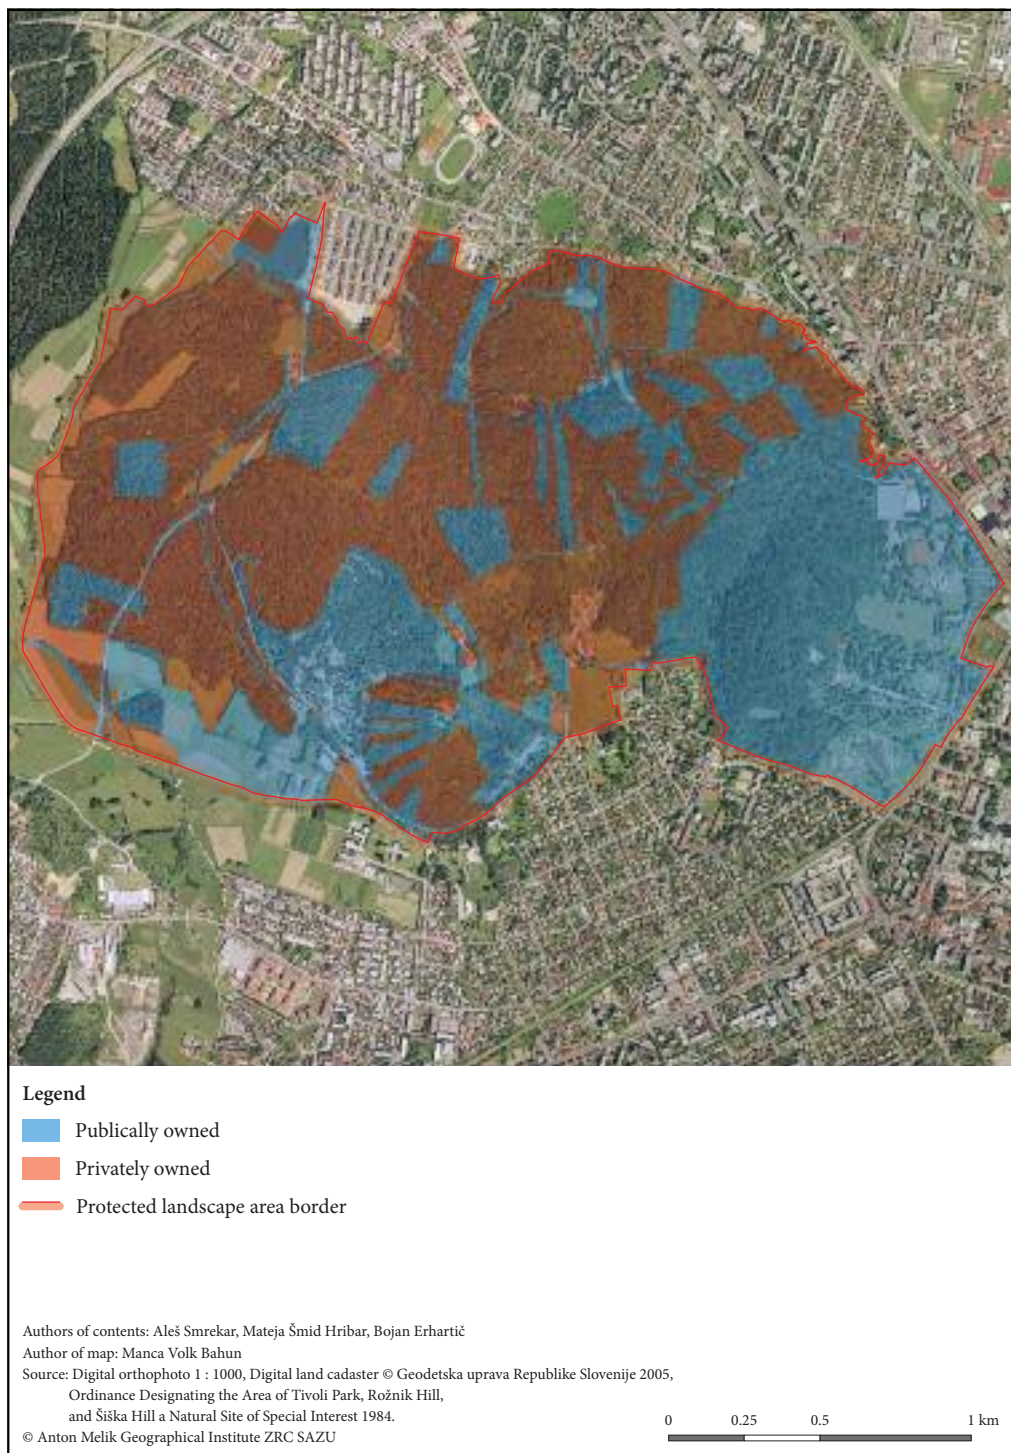 Legend
Publically owned
Privately owned
Protected landscape area border
Authors of contents: Aleš Smrekar, Mateja Šmid Hribar, Bojan Erhartič
Author of map: Manca Volk Bahun
Source: Digital orthophoto 1 : 1000, Digital land cadaster © Geodetska uprava Republike Slovenije 2005,
Ordinance Designating the Area of Tivoli Park, Rožnik Hill,
and Šiška Hill a Natural Site of Special Interest 1984.
© Anton Melik Geographical Institute ZRC SAZU
0 0.25 0.5 1 km